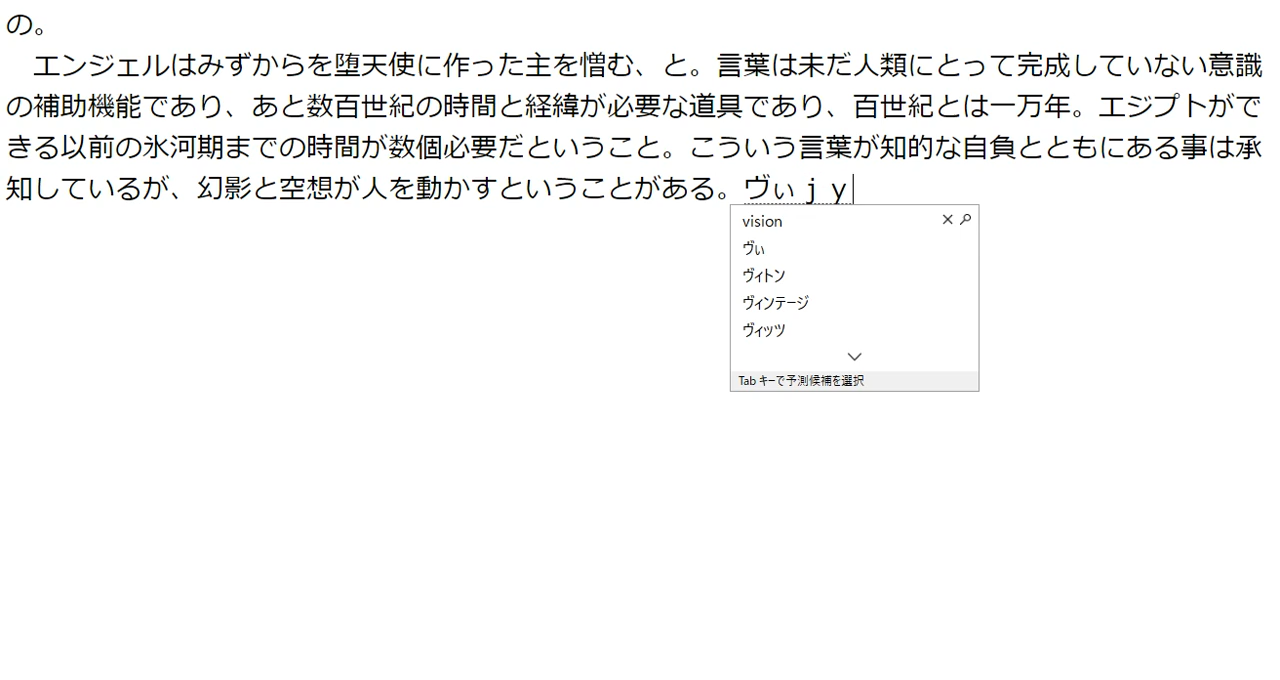 の。
　エンジェルはみずからを堕天使に作った主を憎む、と。言葉は未だ人類にとって完成していない意識
の補助機能であり、あと数百世紀の時間と経緯が必要な道具であり、百世紀とは一万年。エジプトがで
きる以前の氷河期までの時間が数個必要だということ。こういう言葉が知的な自負とともにある事は承
知しているが、幻影と空想が人を動かすということがある。ヴぃｊｙ
vision
ヴぃ
ヴィトン
ヴィンテージ
ヴィッツ
Tab キーで予測候補を選択